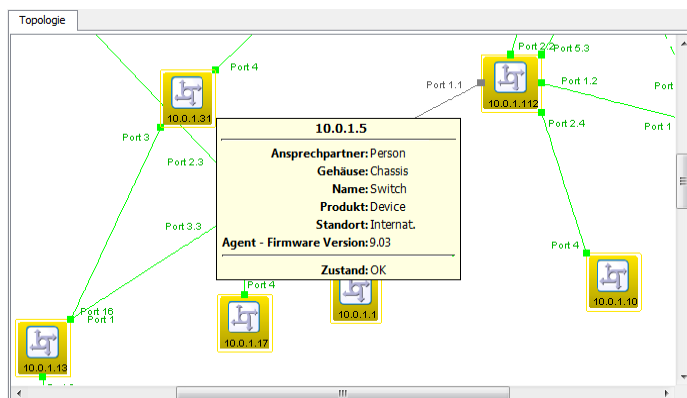 Topologie
Port 4
10.0.1.31
Port 3
Port 2.3
Port 2.2
Port 5.3
Port 1.1
10.0.1.112
Port 1.2
Port 2.4
Port
Port 1
10.0.1.5
Ansprechpartner: Person
Gehäuse: Chassis
Name: Switch
Produkt: Device
Standort: Internat.
Agent - Firmware Version: 9.03
Zustand: OK
Port 3.3
Port 4
Port 4
10.0.1.10
10.0.1.1
10.0.1.17
Port 16
Port 1
10.0.1.13